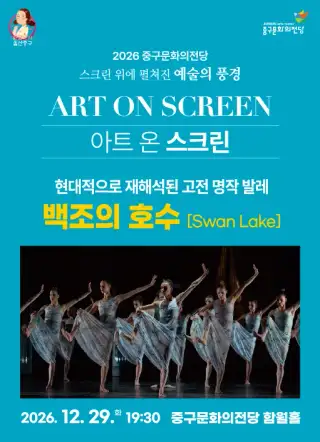 울산중구
중구문화의전당
2026 중구문화의전당
스크린 위에 펼쳐진 예술의 풍경
ART ON SCREEN
아트 온 스크린
현대적으로 재해석된 고전 명작 발레
백조의 호수 [Swan Lake]
2026. 12. 29.화 19:30 중구문화의전당 함월홀